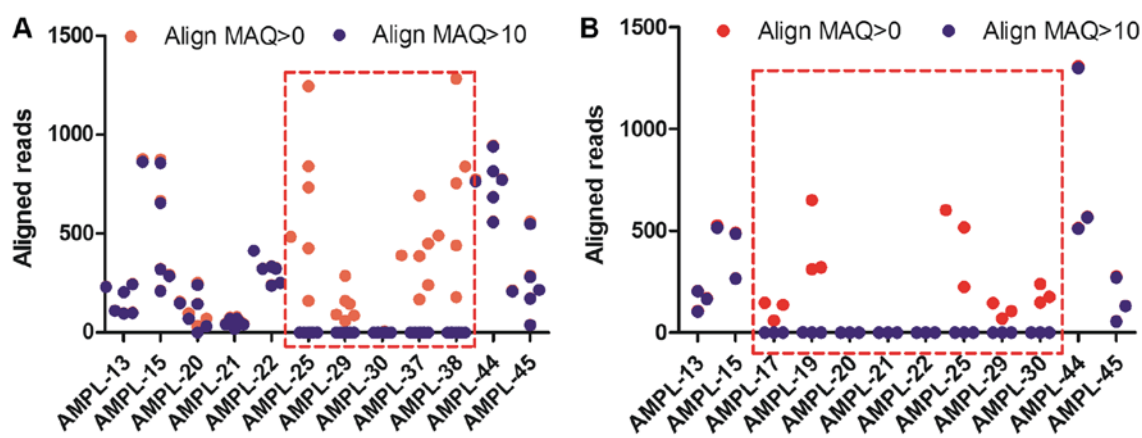 A
Align MAQ>0
Align MAQ>10
Aligned reads
1500
1000
500
0
AMPL-13
AMPL-15
AMPL-20
AMPL-21
AMPL-22
AMPL-25
AMPL-29
AMPL-30
AMPL-37
AMPL-38
AMPL-44
AMPL-45
B
Align MAQ>0
Align MAQ>10
Aligned reads
1500
1000
500
0
AMPL-13
AMPL-15
AMPL-17
AMPL-19
AMPL-20
AMPL-21
AMPL-22
AMPL-25
AMPL-29
AMPL-30
AMPL-44
AMPL-45